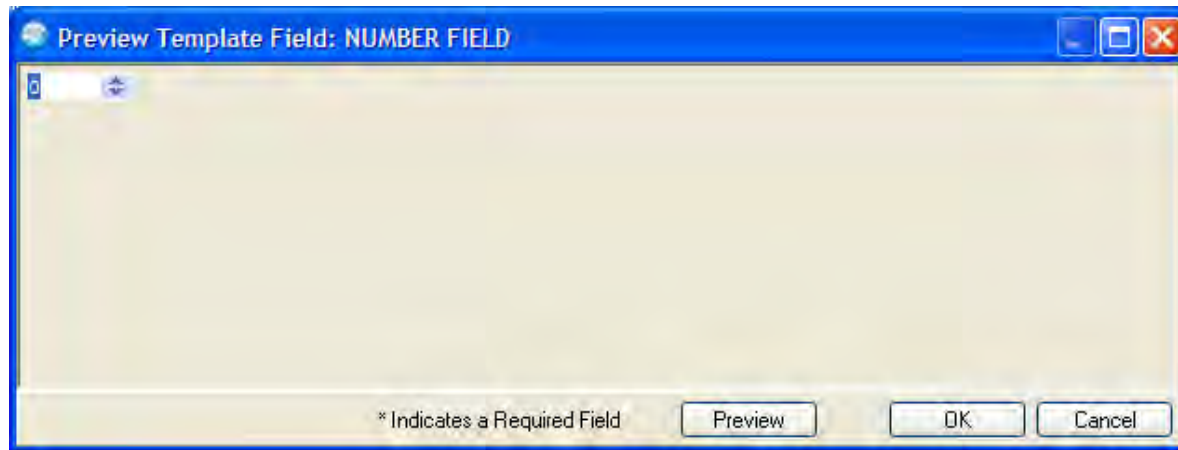 Preview Template Field: NUMBER FIELD
0
* Indicates a Required Field Preview OK Cancel